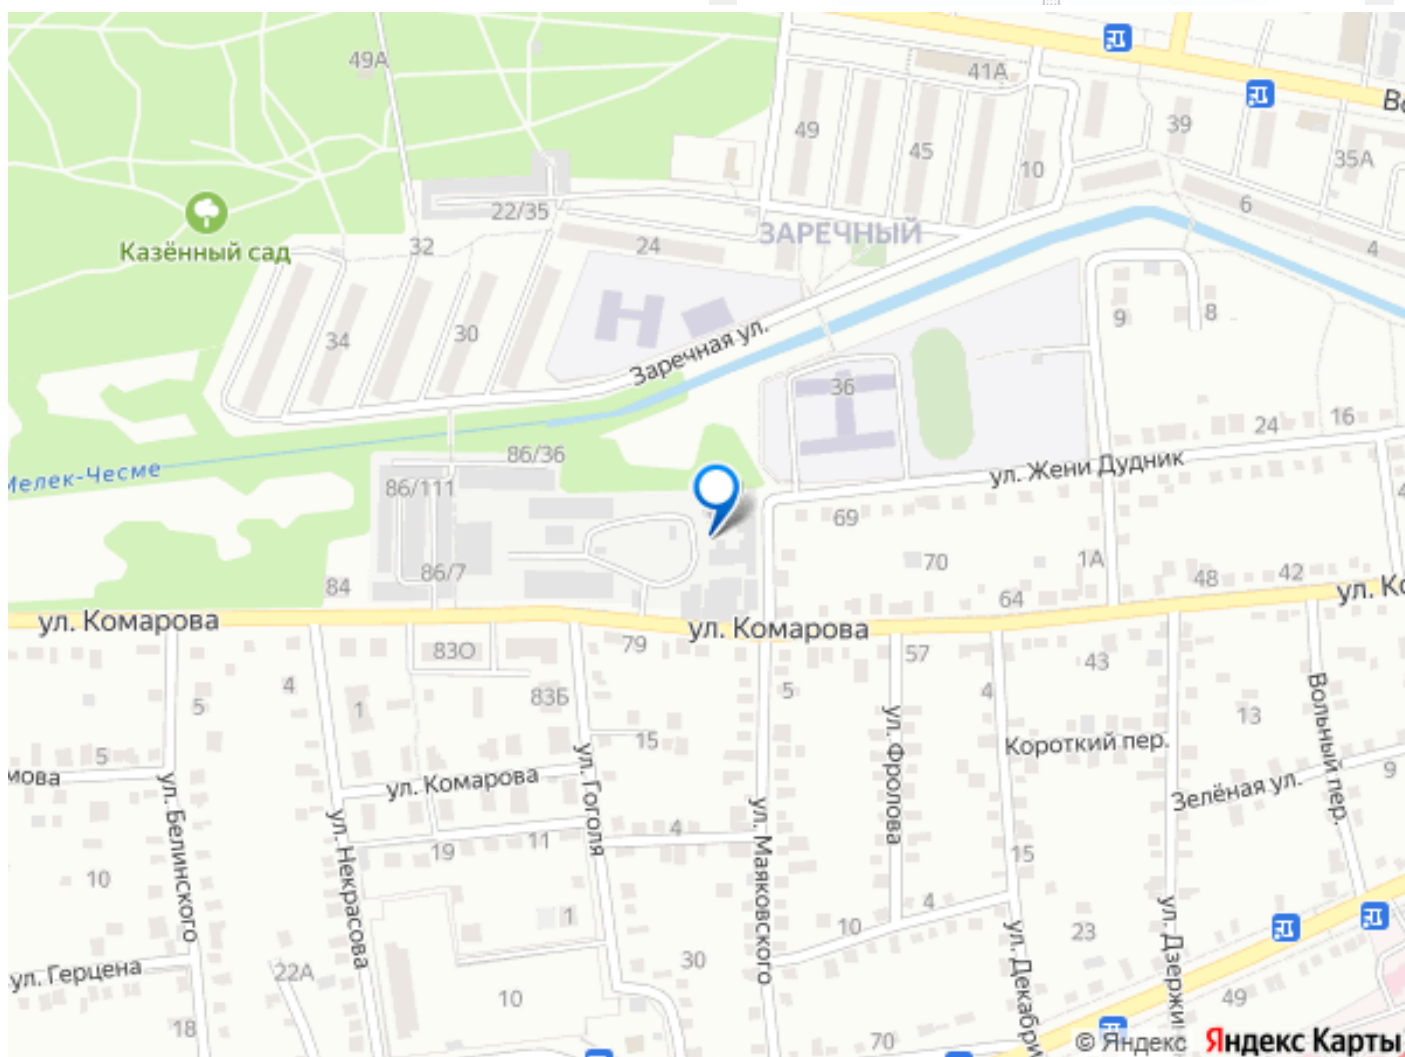 49А
41А
Во
39
49
45
35А
10
22/35
6
Казённый сад
32
24
ЗАРЕЧНЫЙ
4
34
30
9
8
Заречная ул.
36
24
16
86/36
Мелек-Чесме
86/111
ул. Жени Дудник
4
69
70
1А
86/7
84
64
48
42
ул. Ко
ул. Комарова
ул. Комарова
83О
79
57
43
4
5
83Б
5
4
1
13
15
5
Короткий пер.
Вольный пер.
мова
ул. Комарова
ул. Гоголя
ул. Фролова
Зелёная ул.
9
ул. Белинского
ул. Некрасова
19
11
4
ул. Маяковского
15
10
1
10
4
23
ул. Декабри
ул. Дзержи
ул. Герцена
22А
30
10
49
18
70
© Яндекс Яндекс Карты